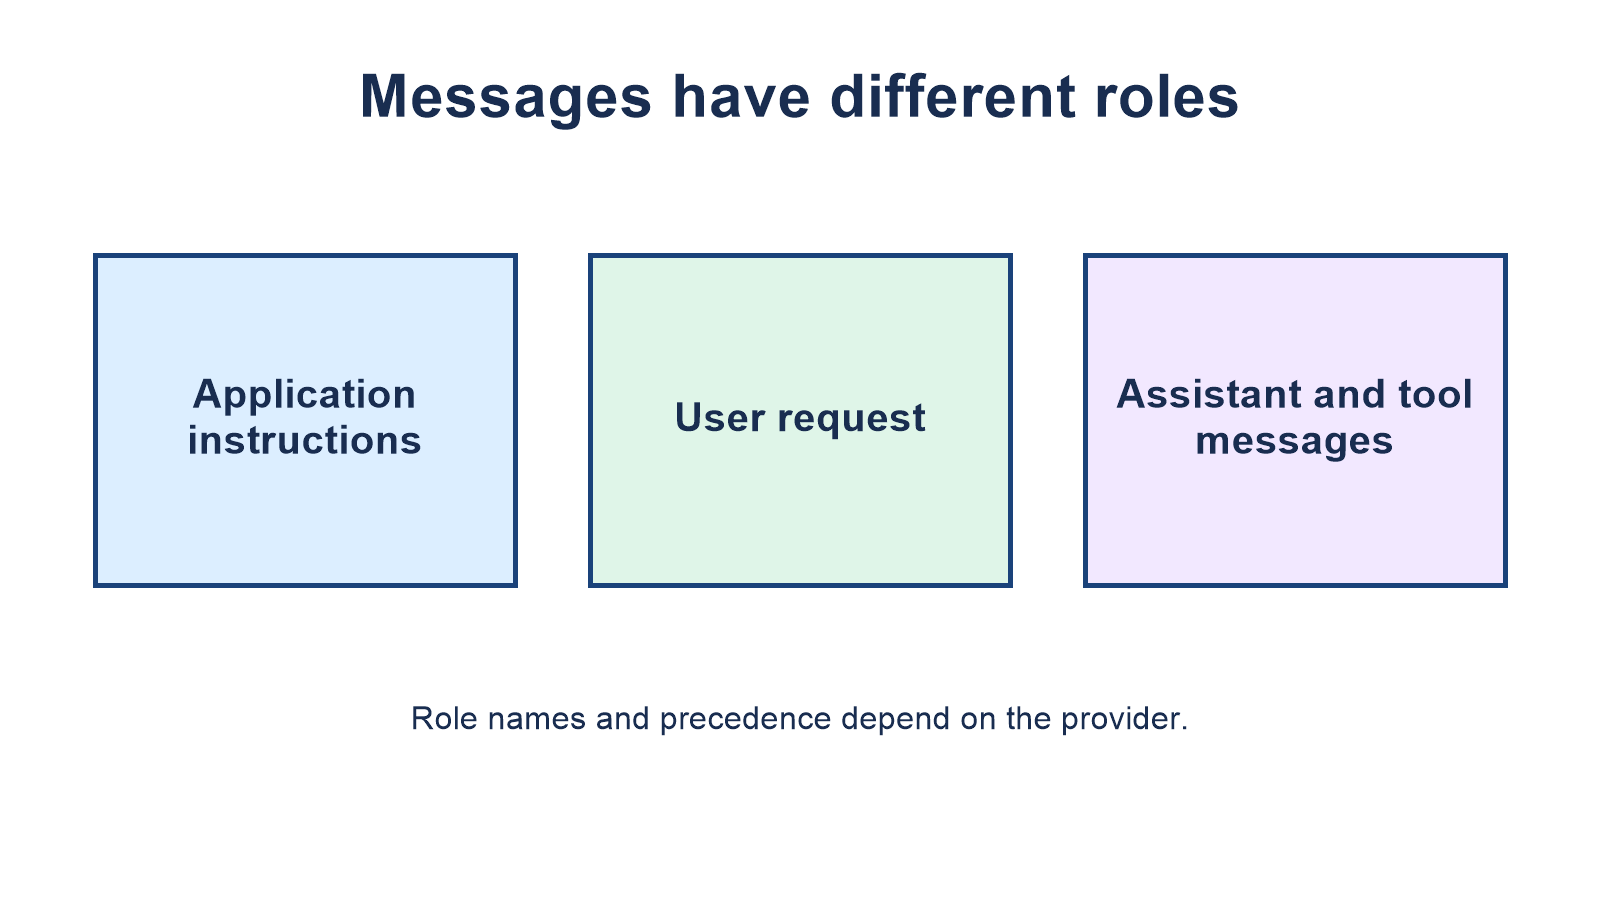 Messages have different roles
Application
instructions
User request
Assistant and tool
messages
Role names and precedence depend on the provider.